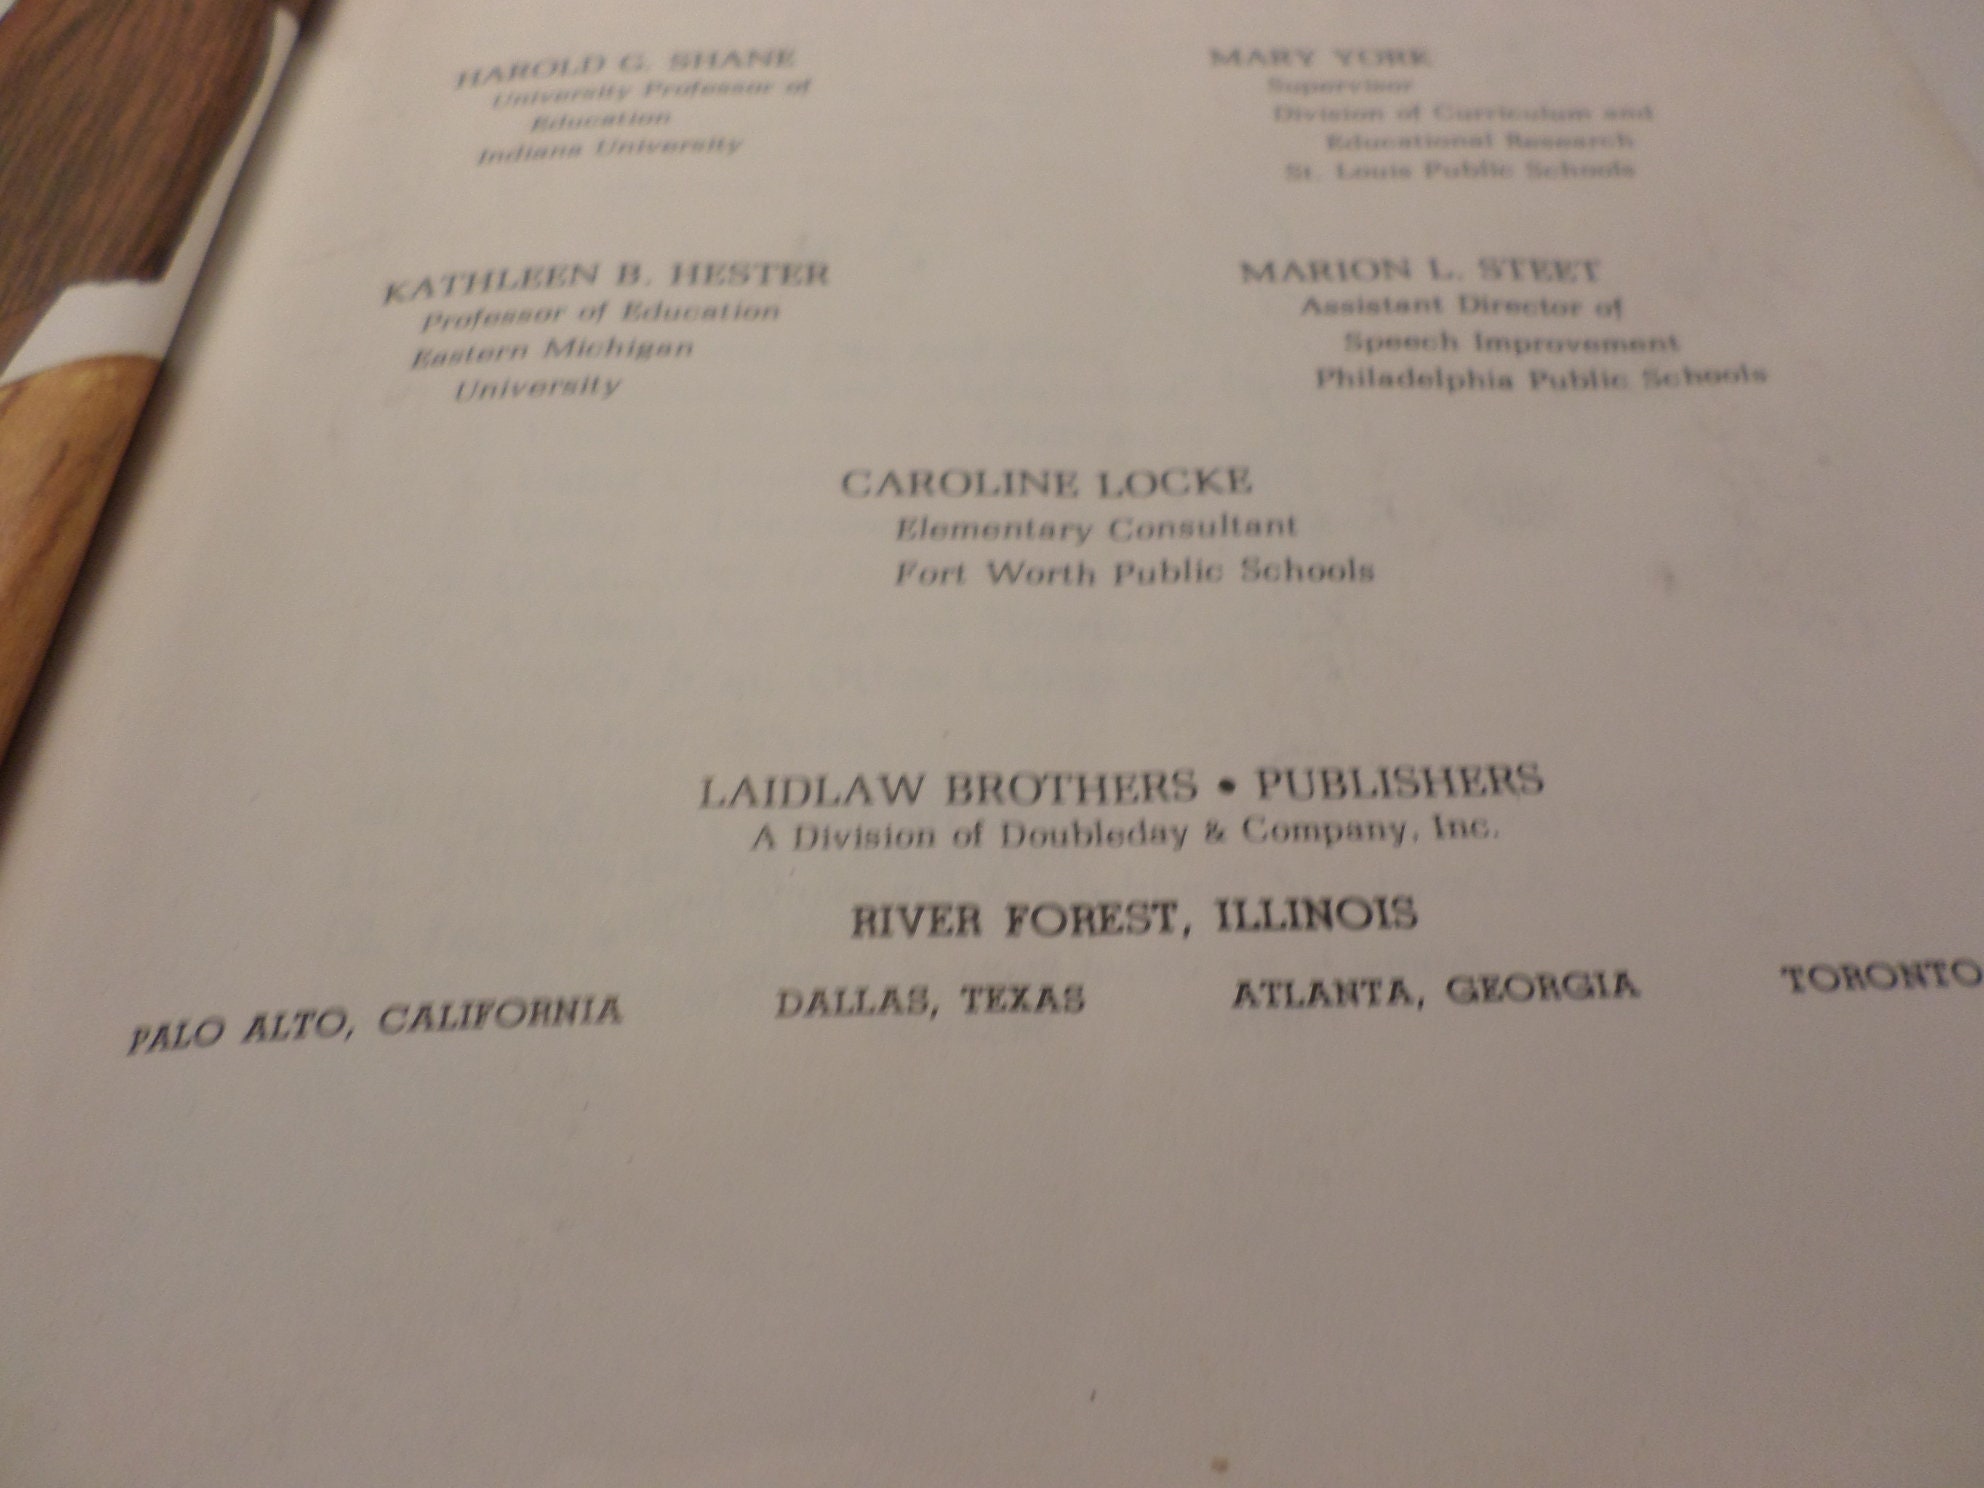 HAROLD G. SHANE
University Professor of
Education
Indiana University
MARY YORK
Supervisor
Division of Curriculum and
Educational Research
St. Louis Public Schools
KATHLEEN B. HESTER
Professor of Education
Eastern Michigan
University
MARION L. STEET
Assistant Director of
Speech Improvement
Philadelphia Public Schools
CAROLINE LOCKE
Elementary Consultant
Fort Worth Public Schools
LAIDLAW BROTHERS • PUBLISHERS
A Division of Doubleday & Company, Inc.
RIVER FOREST, ILLINOIS
PALO ALTO, CALIFORNIA DALLAS, TEXAS ATLANTA, GEORGIA TORONTO